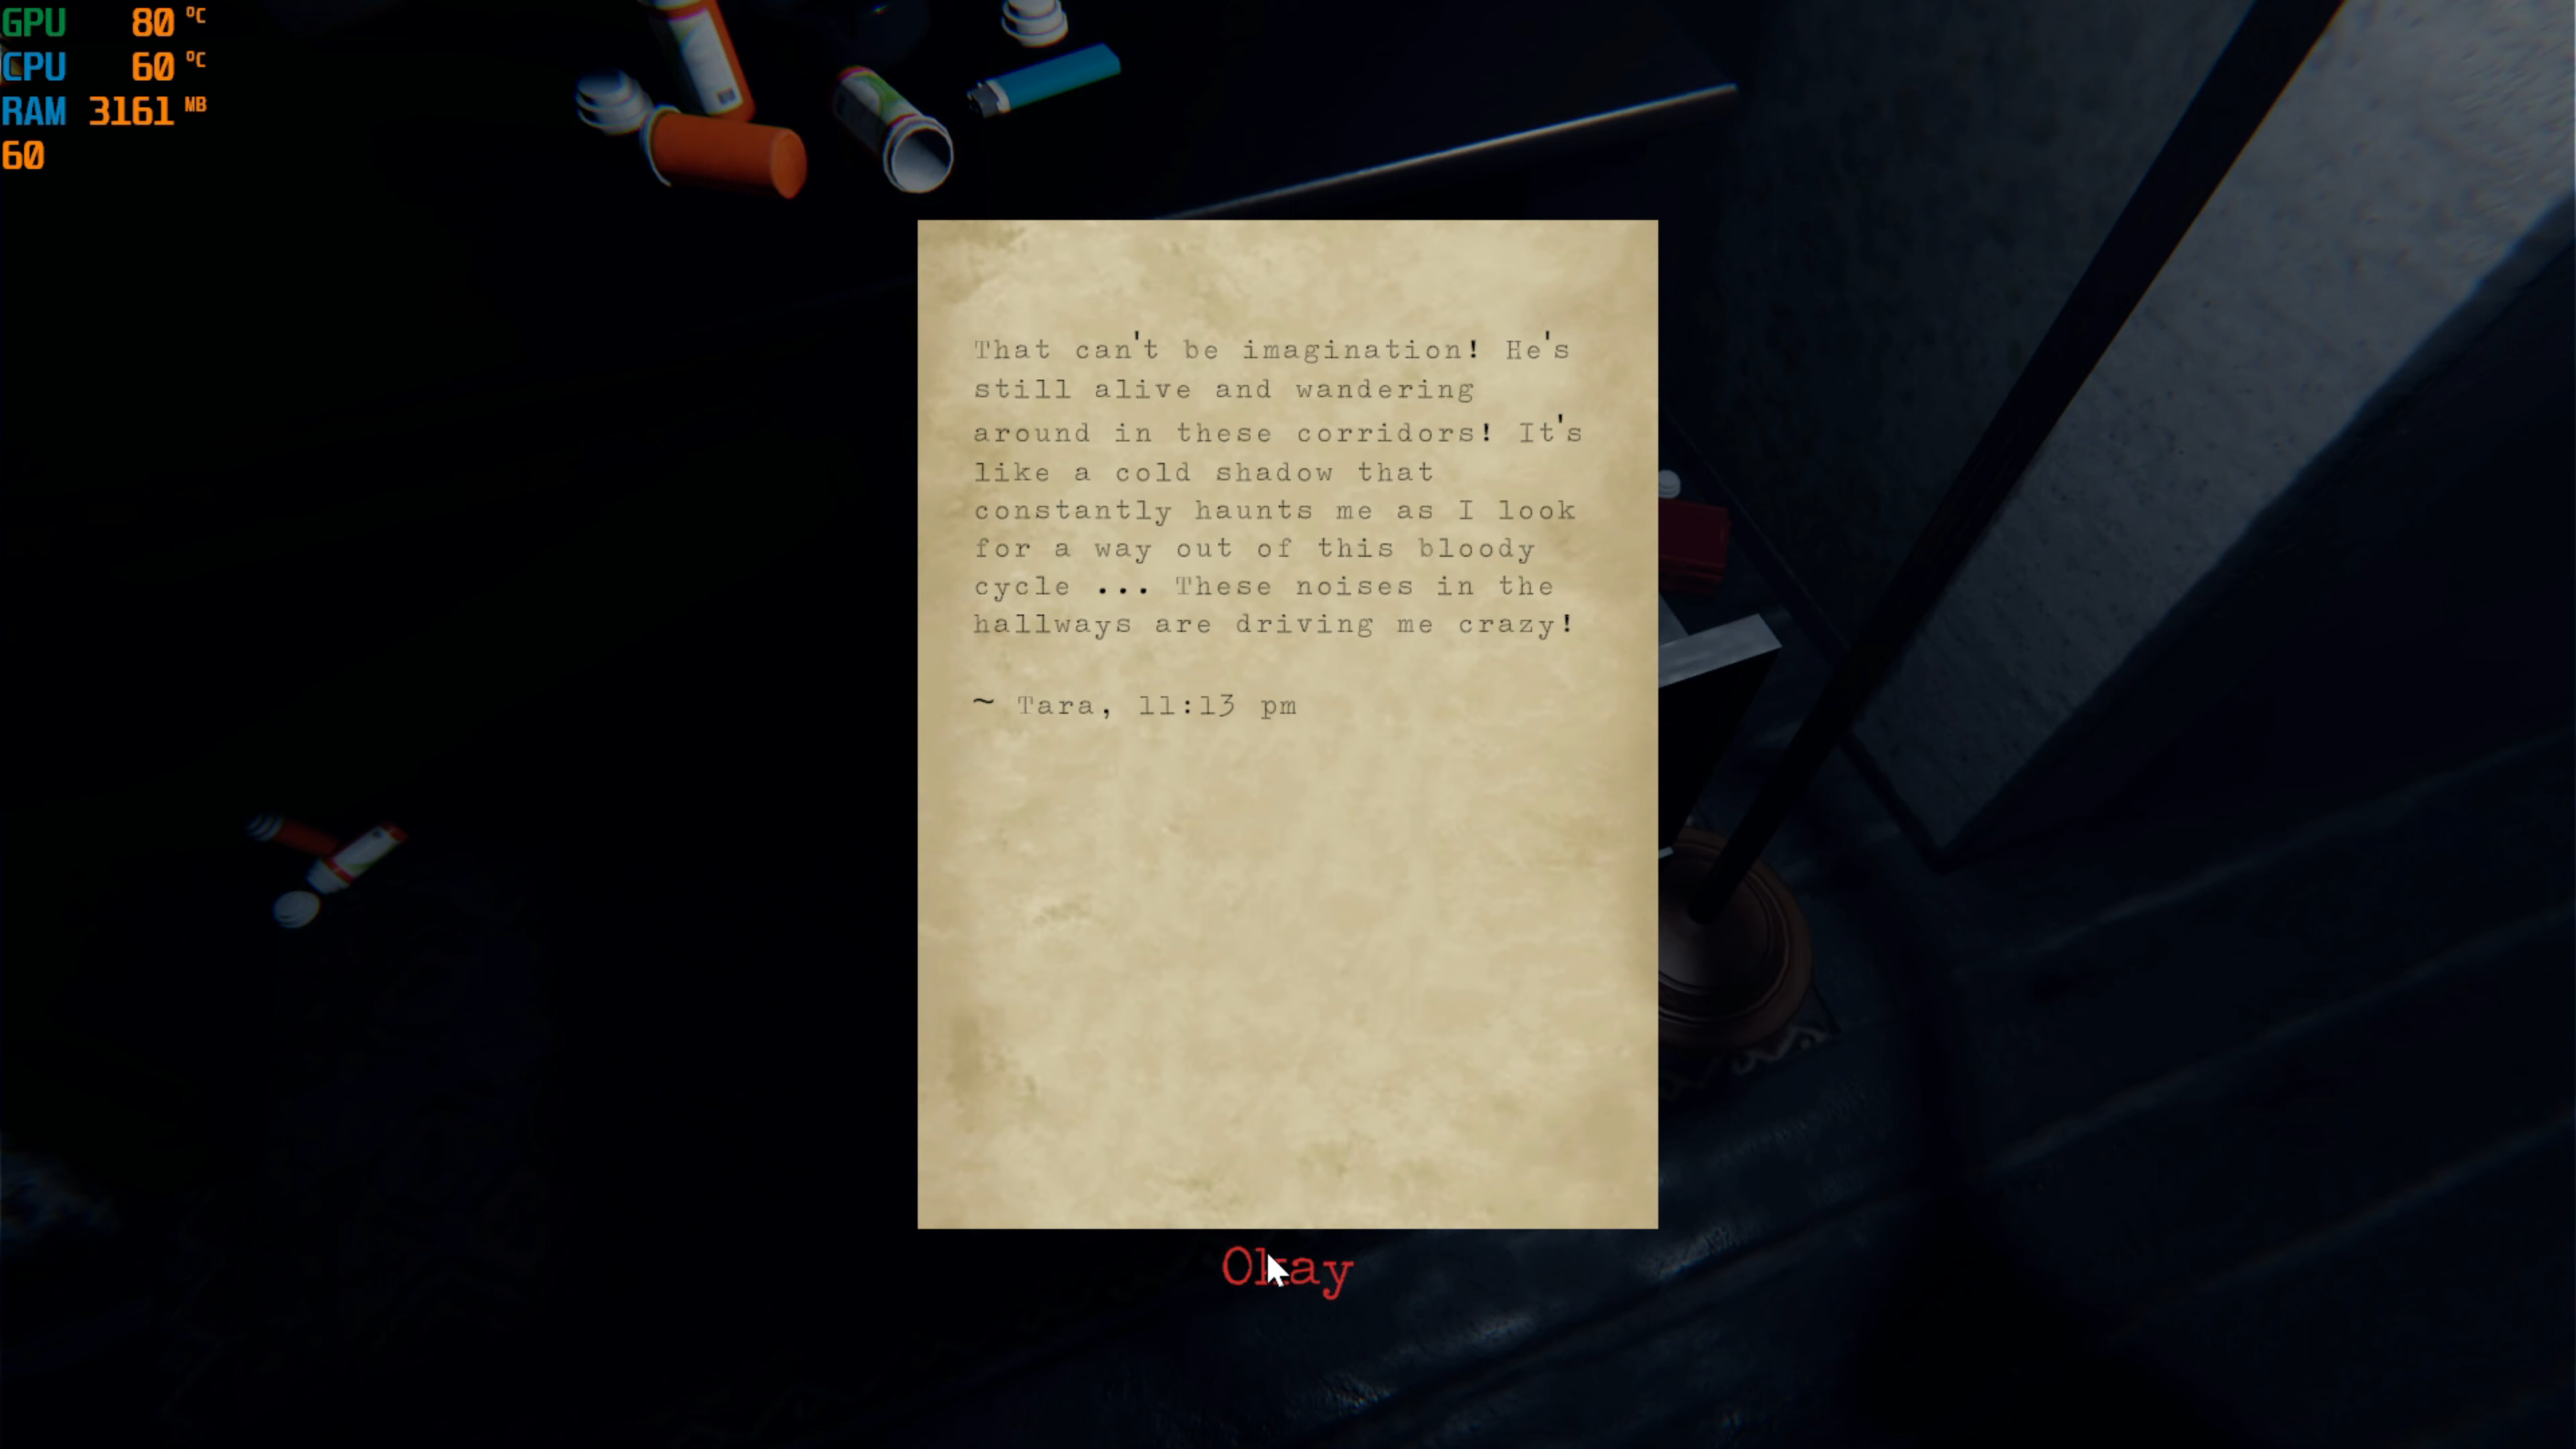 GPU 80 °C
CPU 60 °C
RAM 3161 MB
60
That can't be imagination! He's
still alive and wandering
around in these corridors! It's
like a cold shadow that
constantly haunts me as I look
for a way out of this bloody
cycle ... These noises in the
hallways are driving me crazy!
~ Tara, 11:13 pm
Okay